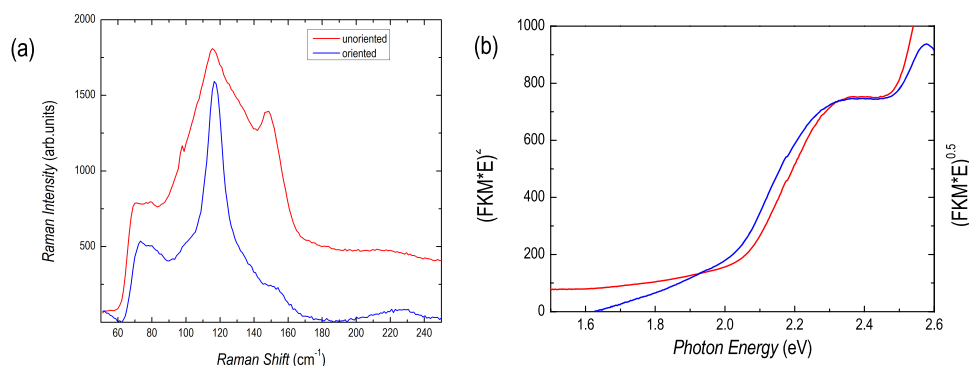 (a)
2000
1500
1000
500
Raman Intensity (arb.units)
unoriented
oriented
60 80 100 120 140 160 180 200 220 240
Raman Shift (cm-1)
(b)
1000
800
600
400
200
0
(FKM*E)²
(FKM*E)0.5
1.6 1.8 2.0 2.2 2.4 2.6
Photon Energy (eV)